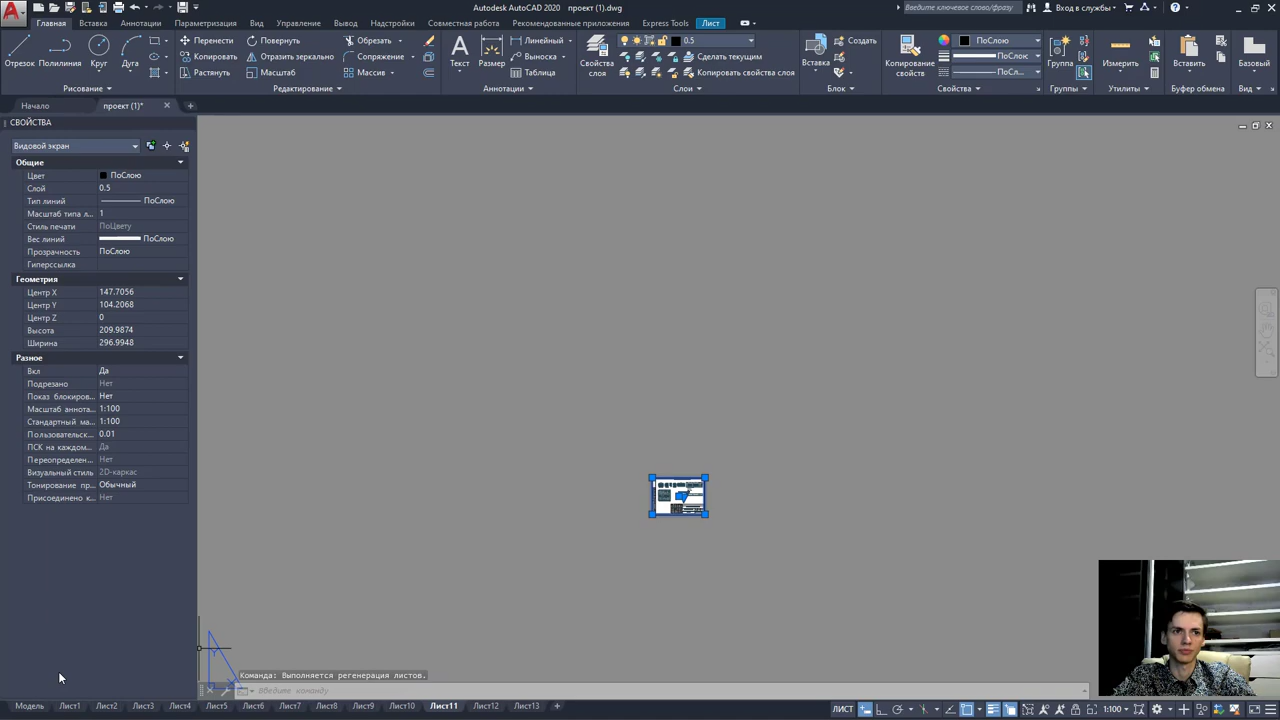 Autodesk AutoCAD 2020 проект (1).dwg
Введите ключевое слово/фразу
Вход в службы
Главная Вставка Аннотации Параметризация Вид Управление Вывод Надстройки Совместная работа Рекомендованные приложения Express Tools Лист
Отрезок Полилиния Круг Дуга
Перенести Повернуть Обрезать
Копировать Отразить зеркально Сопряжение
Растянуть Масштаб Массив
Текст Размер
Линейный
Выноска
Таблица
Свойства слоя
0.5
Сделать текущим
Копировать свойства слоя
Вставка
Создать
Копирование свойств
ПоСлою
ПоСлоК
ПоСл...
Группа
Измерить
Вставить
Базовый
Рисование Редактирование Аннотации Слои Блок Свойства Группы Утилиты Буфер обмена Вид
Начало проект (1)*
СВОЙСТВА
Видовой экран
Общие
Цвет ПоСлою
Слой 0.5
Тип линий ПоСлою
Масштаб типа л... 1
Стиль печати ПоЦвету
Вес линий ПоСлою
Прозрачность ПоСлою
Гиперссылка
Геометрия
Центр X 147.7056
Центр Y 104.2068
Центр Z 0
Высота 209.9874
Ширина 296.9948
Разное
Вкл Да
Подрезано Нет
Показ блокиров... Нет
Масштаб аннота... 1:100
Стандартный ма... 1:100
Пользовательск... 0.01
ПСК на каждом... Да
Переопределен... Нет
Визуальный стиль 2D-каркас
Тонирование пр... Обычный
Присоединено к... Нет
Команда: Выполняется регенерация листов.
Введите команду
Модель Лист1 Лист2 Лист3 Лист4 Лист5 Лист6 Лист7 Лист8 Лист9 Лист10 Лист11 Лист12 Лист13
ЛИСТ
1:100